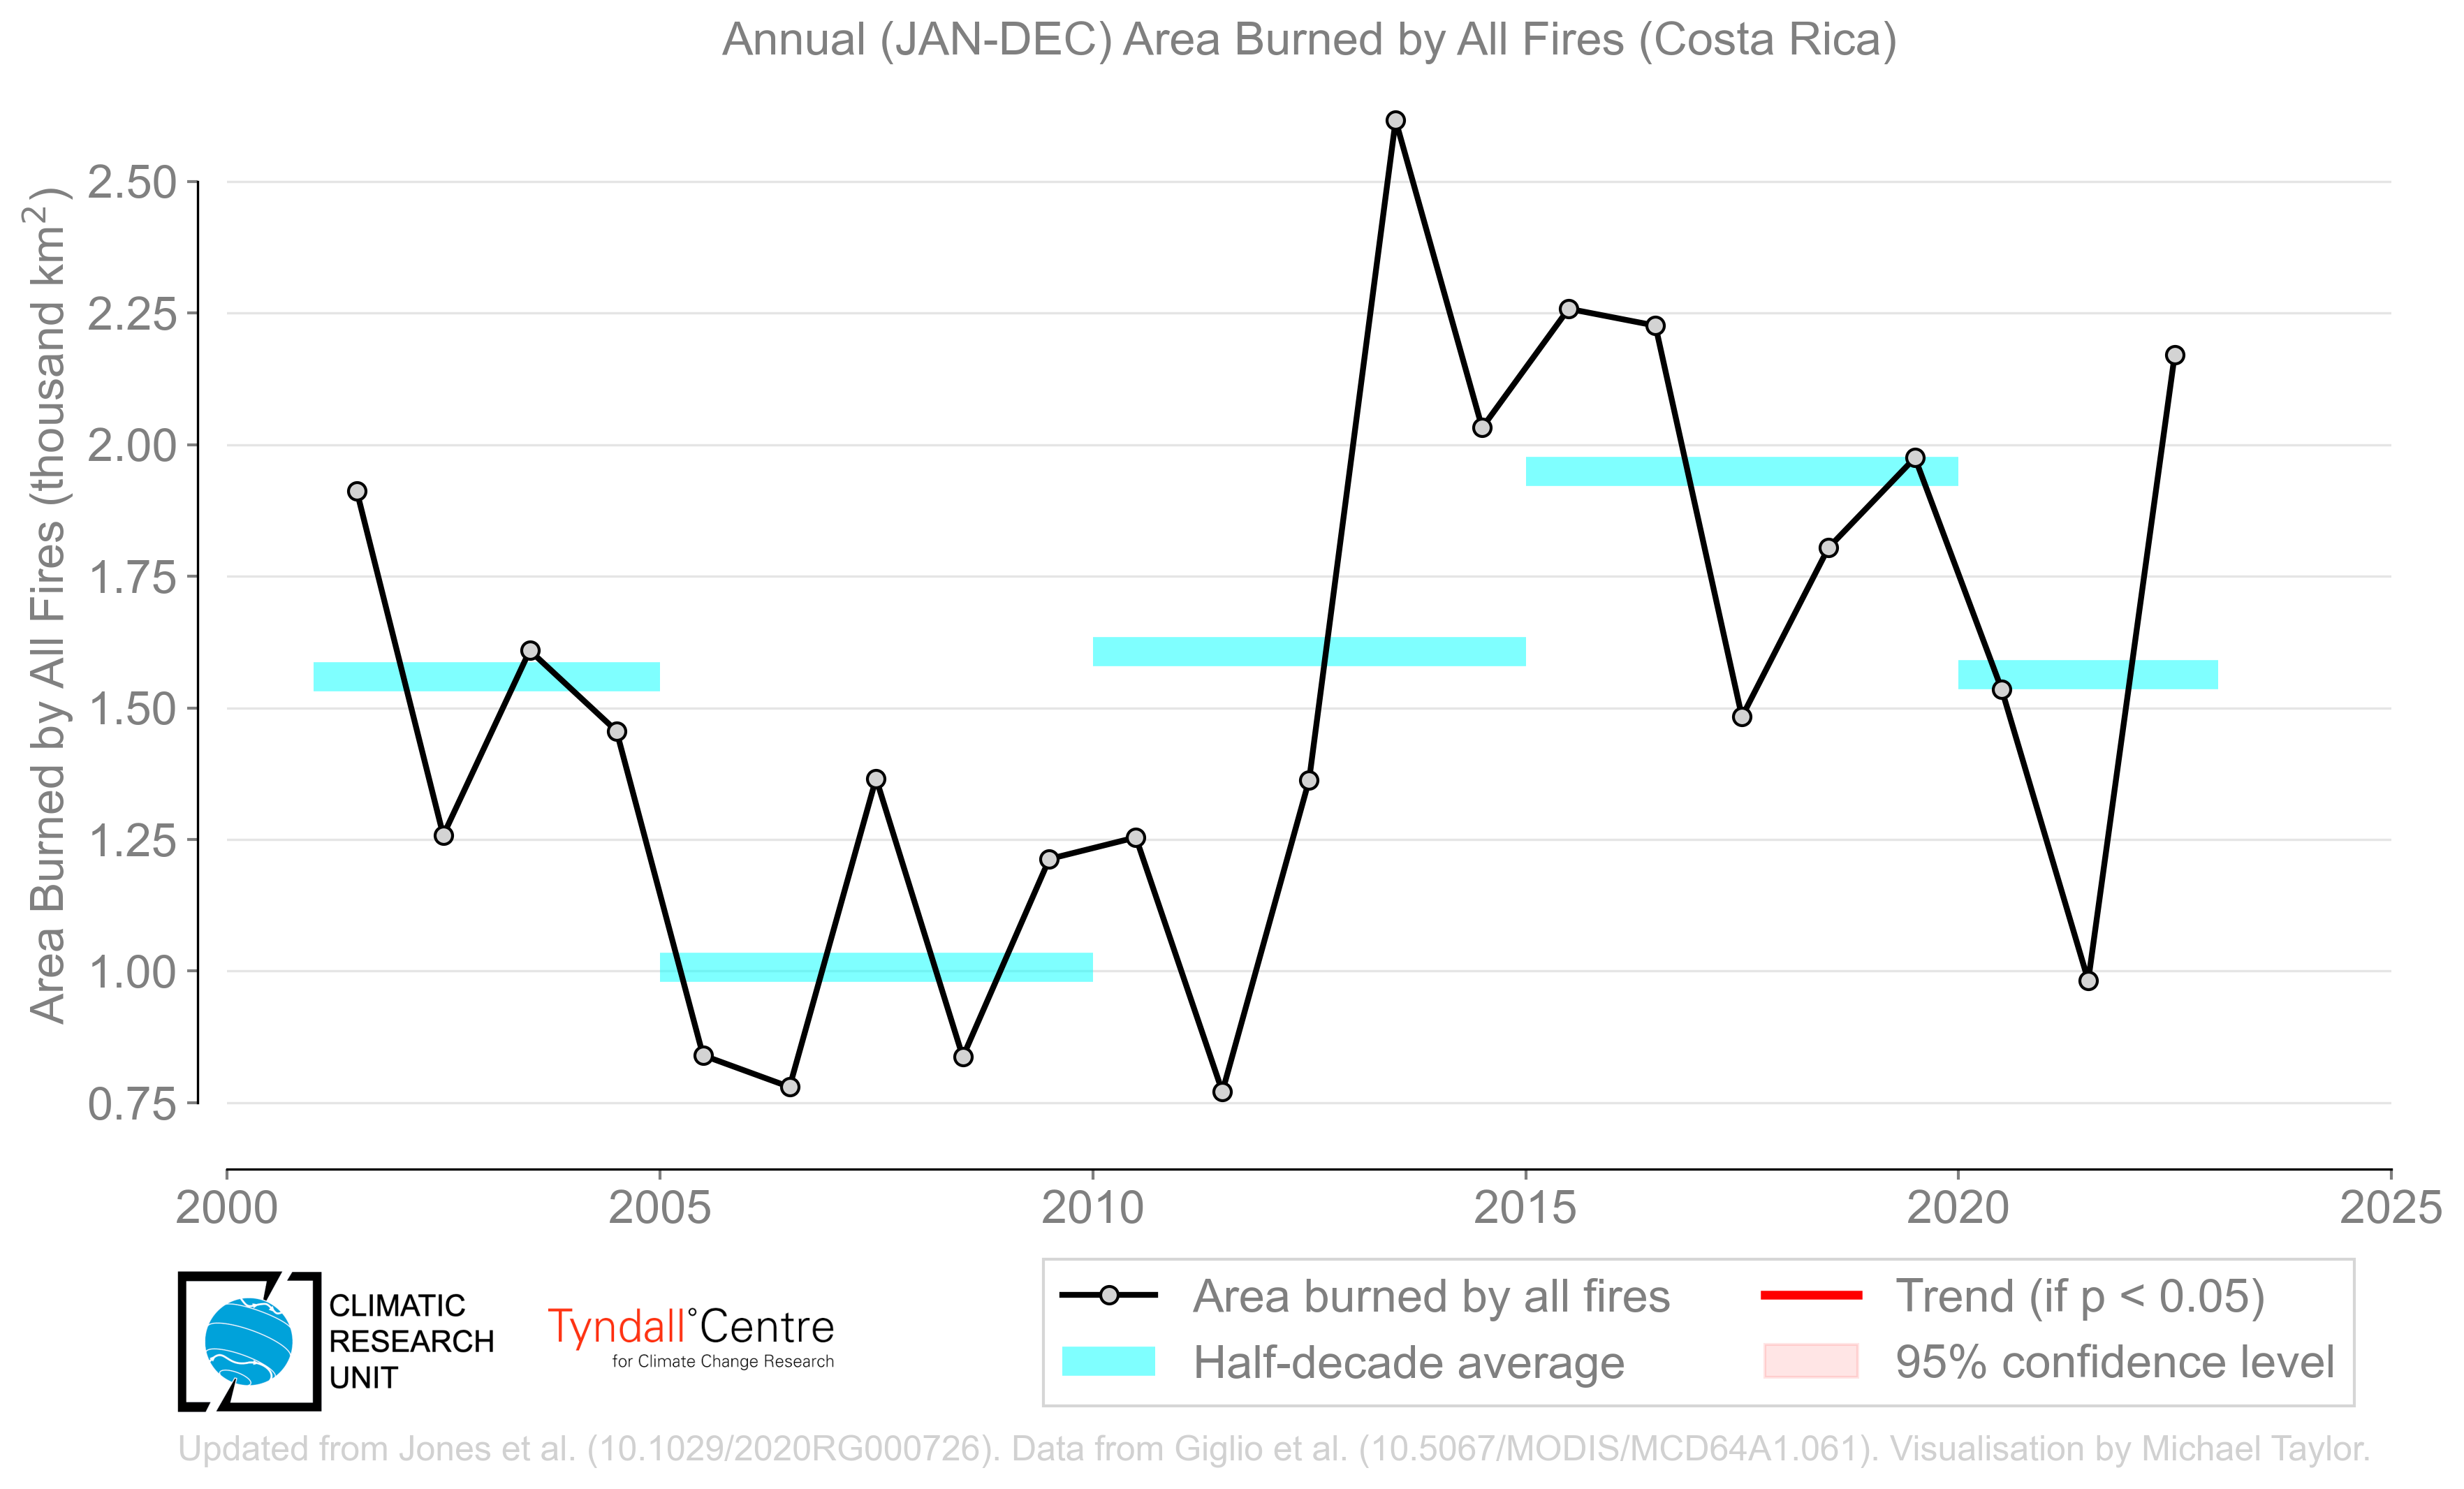 Annual (JAN-DEC) Area Burned by All Fires (Costa Rica)
Area Burned by All Fires (thousand km²)
2.50
2.25
2.00
1.75
1.50
1.25
1.00
0.75
2000 2005 2010 2015 2020 2025
CLIMATIC
RESEARCH
UNIT
Tyndall°Centre
for Climate Change Research
Area burned by all fires
Half-decade average
Trend (if p < 0.05)
95% confidence level
Updated from Jones et al. (10.1029/2020RG000726). Data from Giglio et al. (10.5067/MODIS/MCD64A1.061). Visualisation by Michael Taylor.